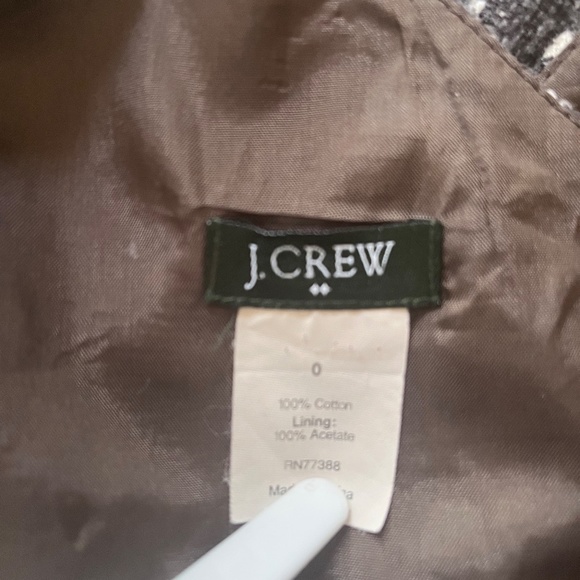 J.CREW
0
100% Cotton
Lining:
100% Acetate
RN77388